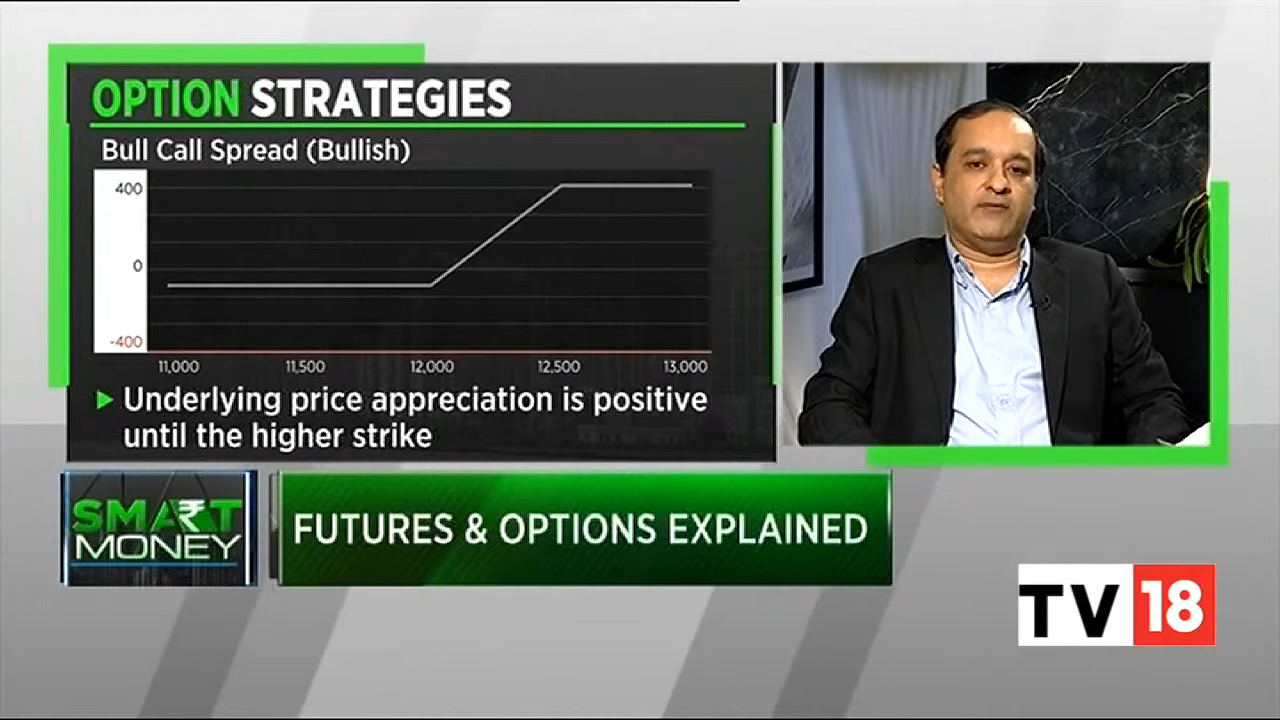 OPTION STRATEGIES
Bull Call Spread (Bullish)
400
0
-400
11,000 11,500 12,000 12,500 13,000
Underlying price appreciation is positive
until the higher strike
SMA₹T
MONEY
FUTURES & OPTIONS EXPLAINED
TV18